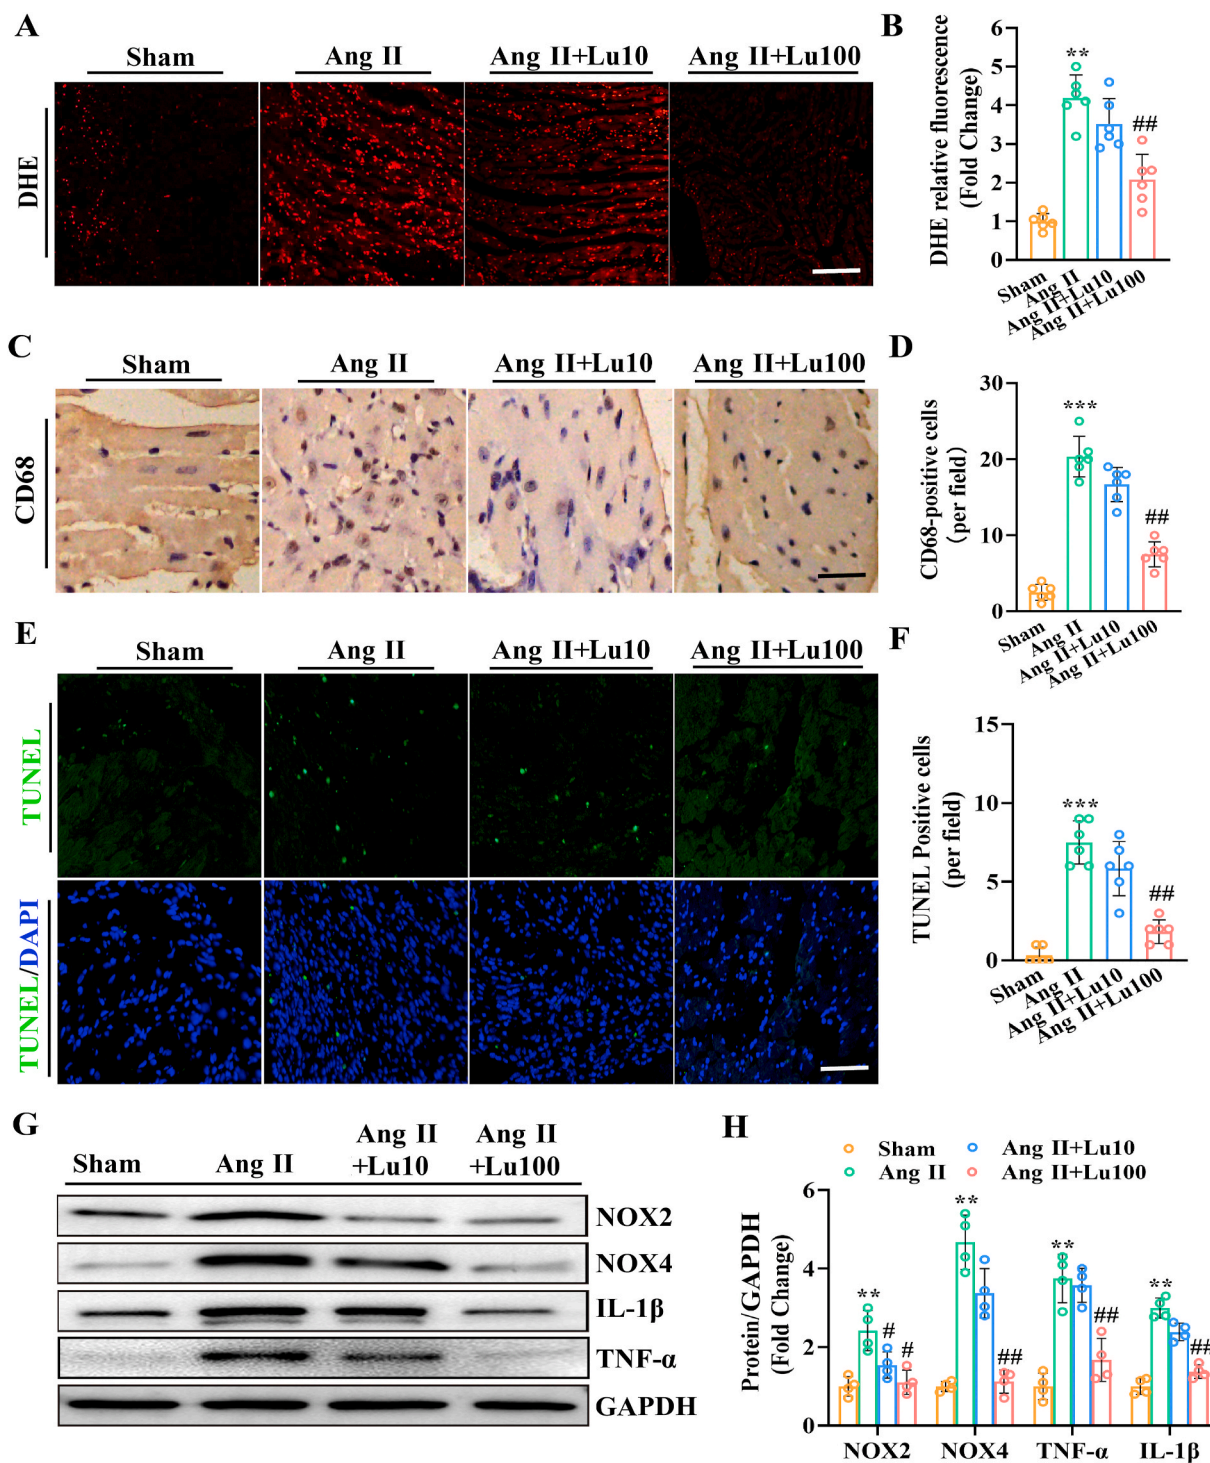 A
Sham Ang II Ang II+Lu10 Ang II+Lu100
DHE
B
DHE relative fluorescence
(Fold Change)
6
5
4
3
2
1
0
**
##
Sham
Ang II
Ang II+Lu10
Ang II+Lu100
C
Sham Ang II Ang II+Lu10 Ang II+Lu100
CD68
D
CD68-positive cells
(per field)
30
20
10
0
***
##
Sham
Ang II
Ang II+Lu10
Ang II+Lu100
E
Sham Ang II Ang II+Lu10 Ang II+Lu100
TUNEL
TUNEL/DAPI
F
TUNEL Positive cells
(per field)
15
10
5
0
***
##
Sham
Ang II
Ang II+Lu10
Ang II+Lu100
G
Sham Ang II Ang II +Lu10 Ang II +Lu100
NOX2
NOX4
IL-1β
TNF-α
GAPDH
H
Sham Ang II+Lu10
Ang II Ang II+Lu100
Protein/GAPDH
(Fold Change)
6
4
2
0
** # #
** ##
** ##
** ##
NOX2 NOX4 TNF-α IL-1β